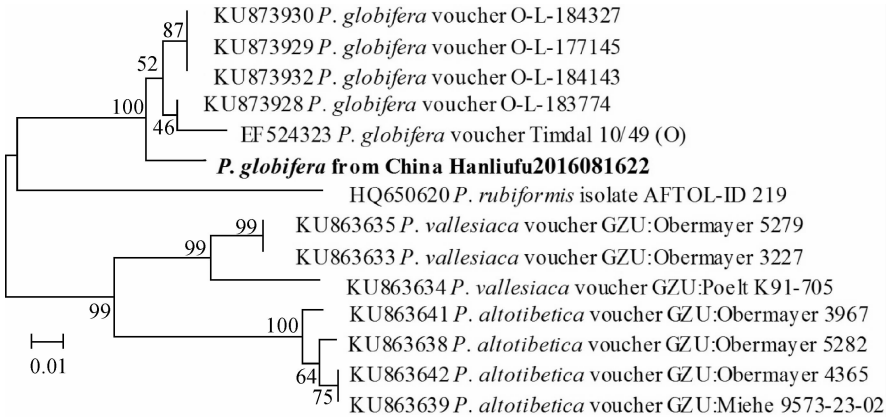 KU873930 P. globifera voucher O-L-184327
87
KU873929 P. globifera voucher O-L-177145
52
KU873932 P. globifera voucher O-L-184143
100
KU873928 P. globifera voucher O-L-183774
46
EF524323 P. globifera voucher Timdal 10/49 (O)
P. globifera from China Hanliufu2016081622
HQ650620 P. rubiformis isolate AFTOL-ID 219
99
KU863635 P. vallesiaca voucher GZU:Obermayer 5279
99
KU863633 P. vallesiaca voucher GZU:Obermayer 3227
KU863634 P. vallesiaca voucher GZU:Poelt K91-705
99
KU863641 P. altotibetica voucher GZU:Obermayer 3967
100
KU863638 P. altotibetica voucher GZU:Obermayer 5282
0.01
64
KU863642 P. altotibetica voucher GZU:Obermayer 4365
75
KU863639 P. altotibetica voucher GZU:Miehe 9573-23-02